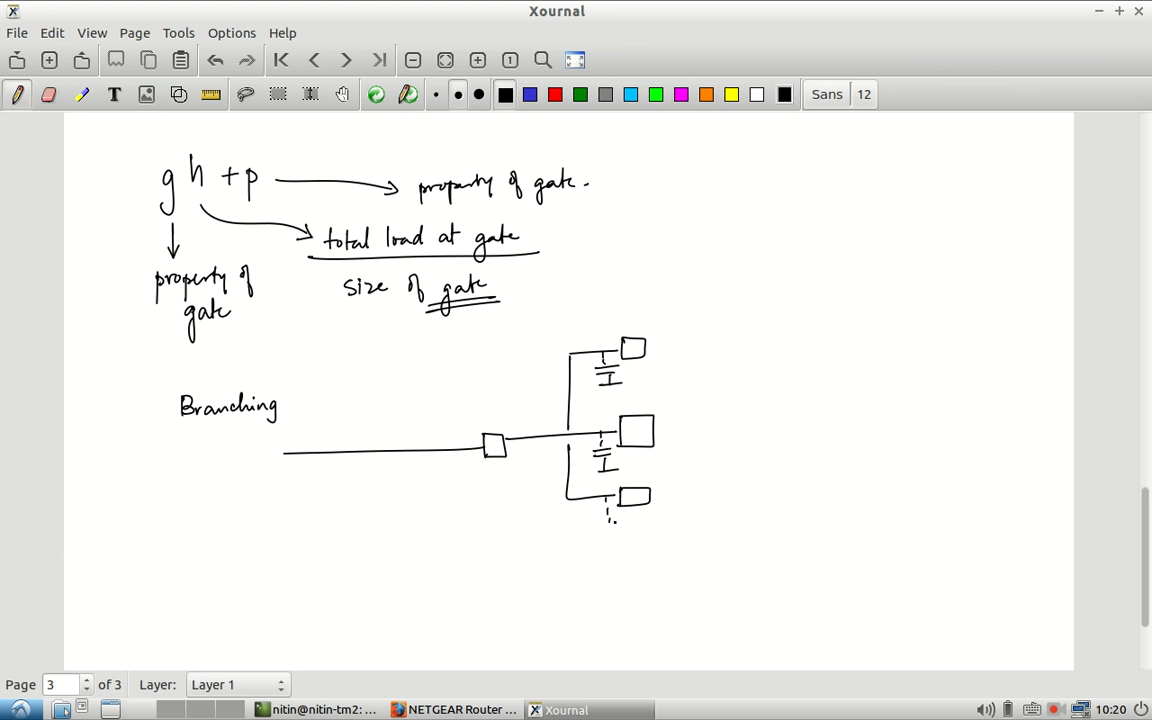 Xournal
File Edit View Page Tools Options Help
Sans 12
gh + p
property of gate.
total load at gate
size of gate
property of
gate
Branching
Page 3 of 3 Layer: Layer 1
nitin@nitin-tm2: ... NETGEAR Router ... Xournal 10:20